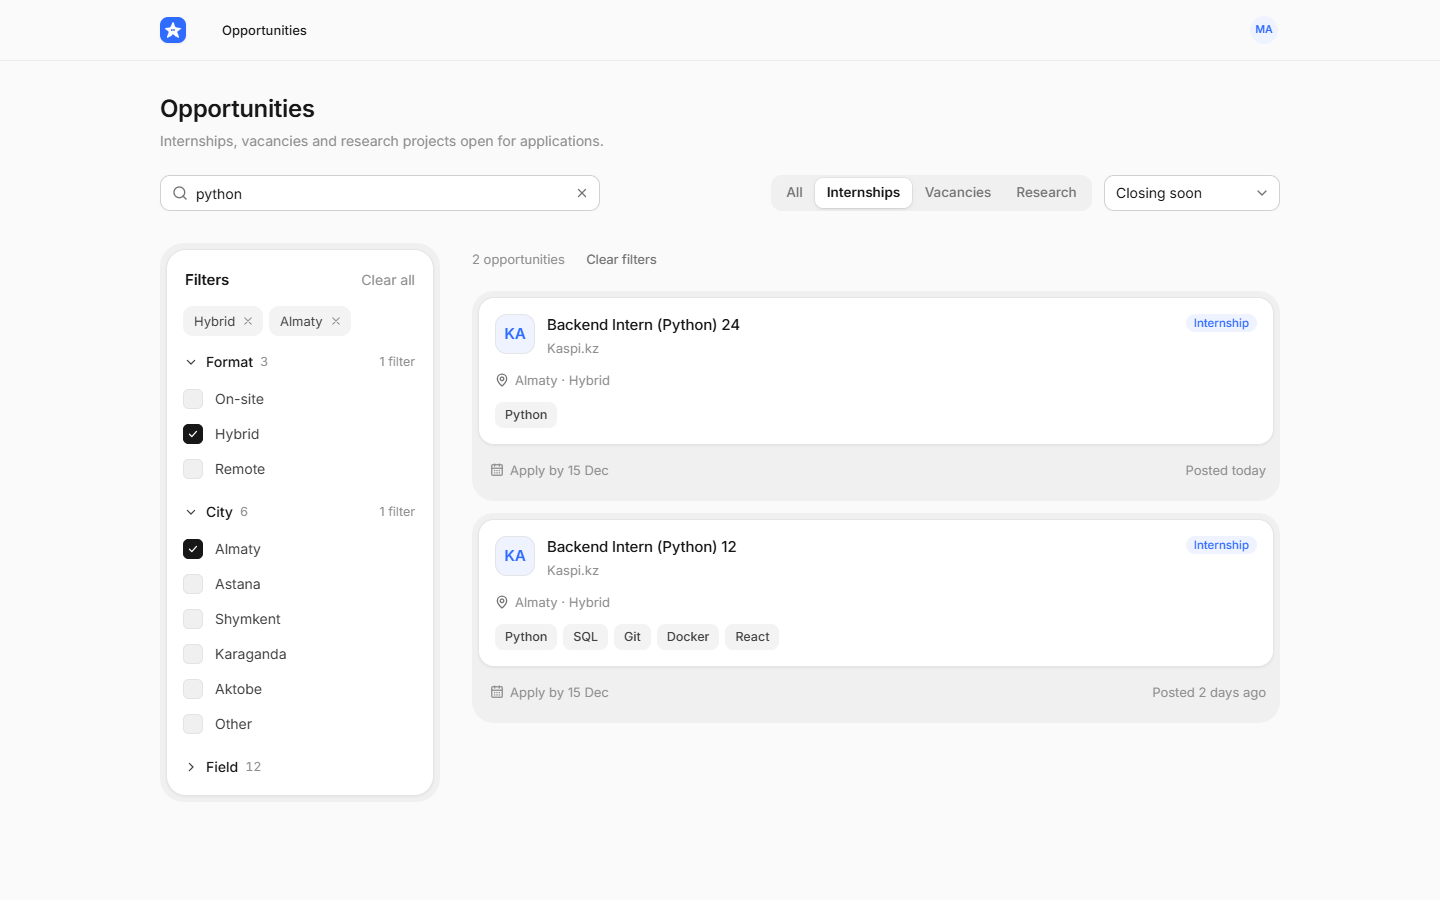 Opportunities
MA
Opportunities
Internships, vacancies and research projects open for applications.
python
All
Internships
Vacancies
Research
Closing soon
Filters
Clear all
Hybrid
Almaty
Format 3
1 filter
On-site
Hybrid
Remote
City 6
1 filter
Almaty
Astana
Shymkent
Karaganda
Aktobe
Other
Field 12
2 opportunities
Clear filters
KA
Backend Intern (Python) 24
Internship
Kaspi.kz
Almaty · Hybrid
Python
Apply by 15 Dec
Posted today
KA
Backend Intern (Python) 12
Internship
Kaspi.kz
Almaty · Hybrid
Python
SQL
Git
Docker
React
Apply by 15 Dec
Posted 2 days ago